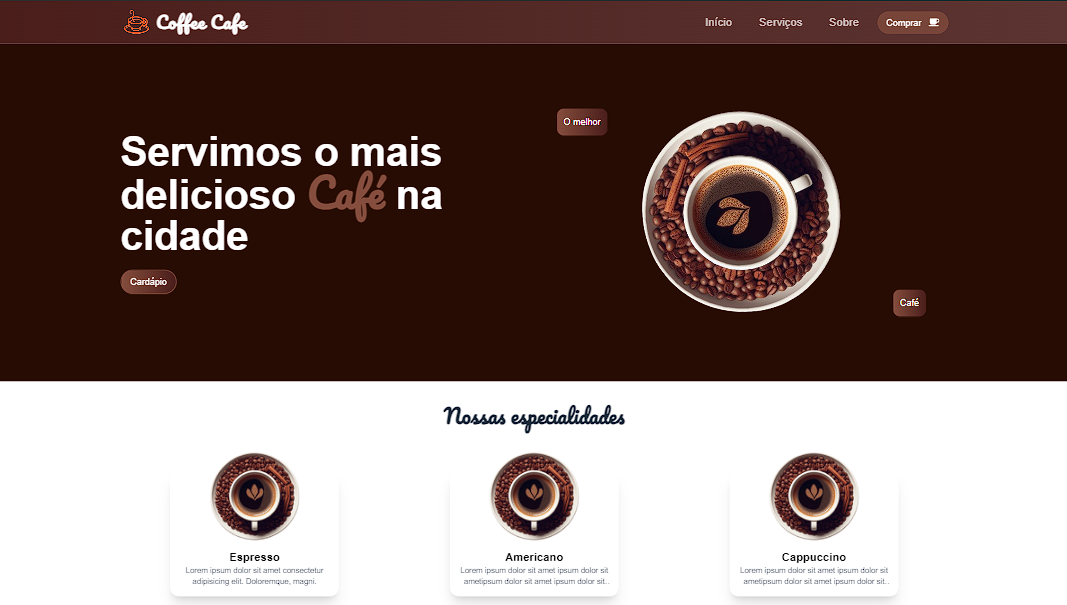 Coffee Cafe
Início
Serviços
Sobre
Comprar
O melhor
Servimos o mais
delicioso Café na
cidade
Cardápio
Café
Nossas especialidades
Espresso
Lorem ipsum dolor sit amet consectetur
adipisicing elit. Doloremque, magni.
Americano
Lorem ipsum dolor sit amet ipsum dolor sit
ametipsum dolor sit amet ipsum dolor sit..
Cappuccino
Lorem ipsum dolor sit amet ipsum dolor sit
ametipsum dolor sit amet ipsum dolor sit..